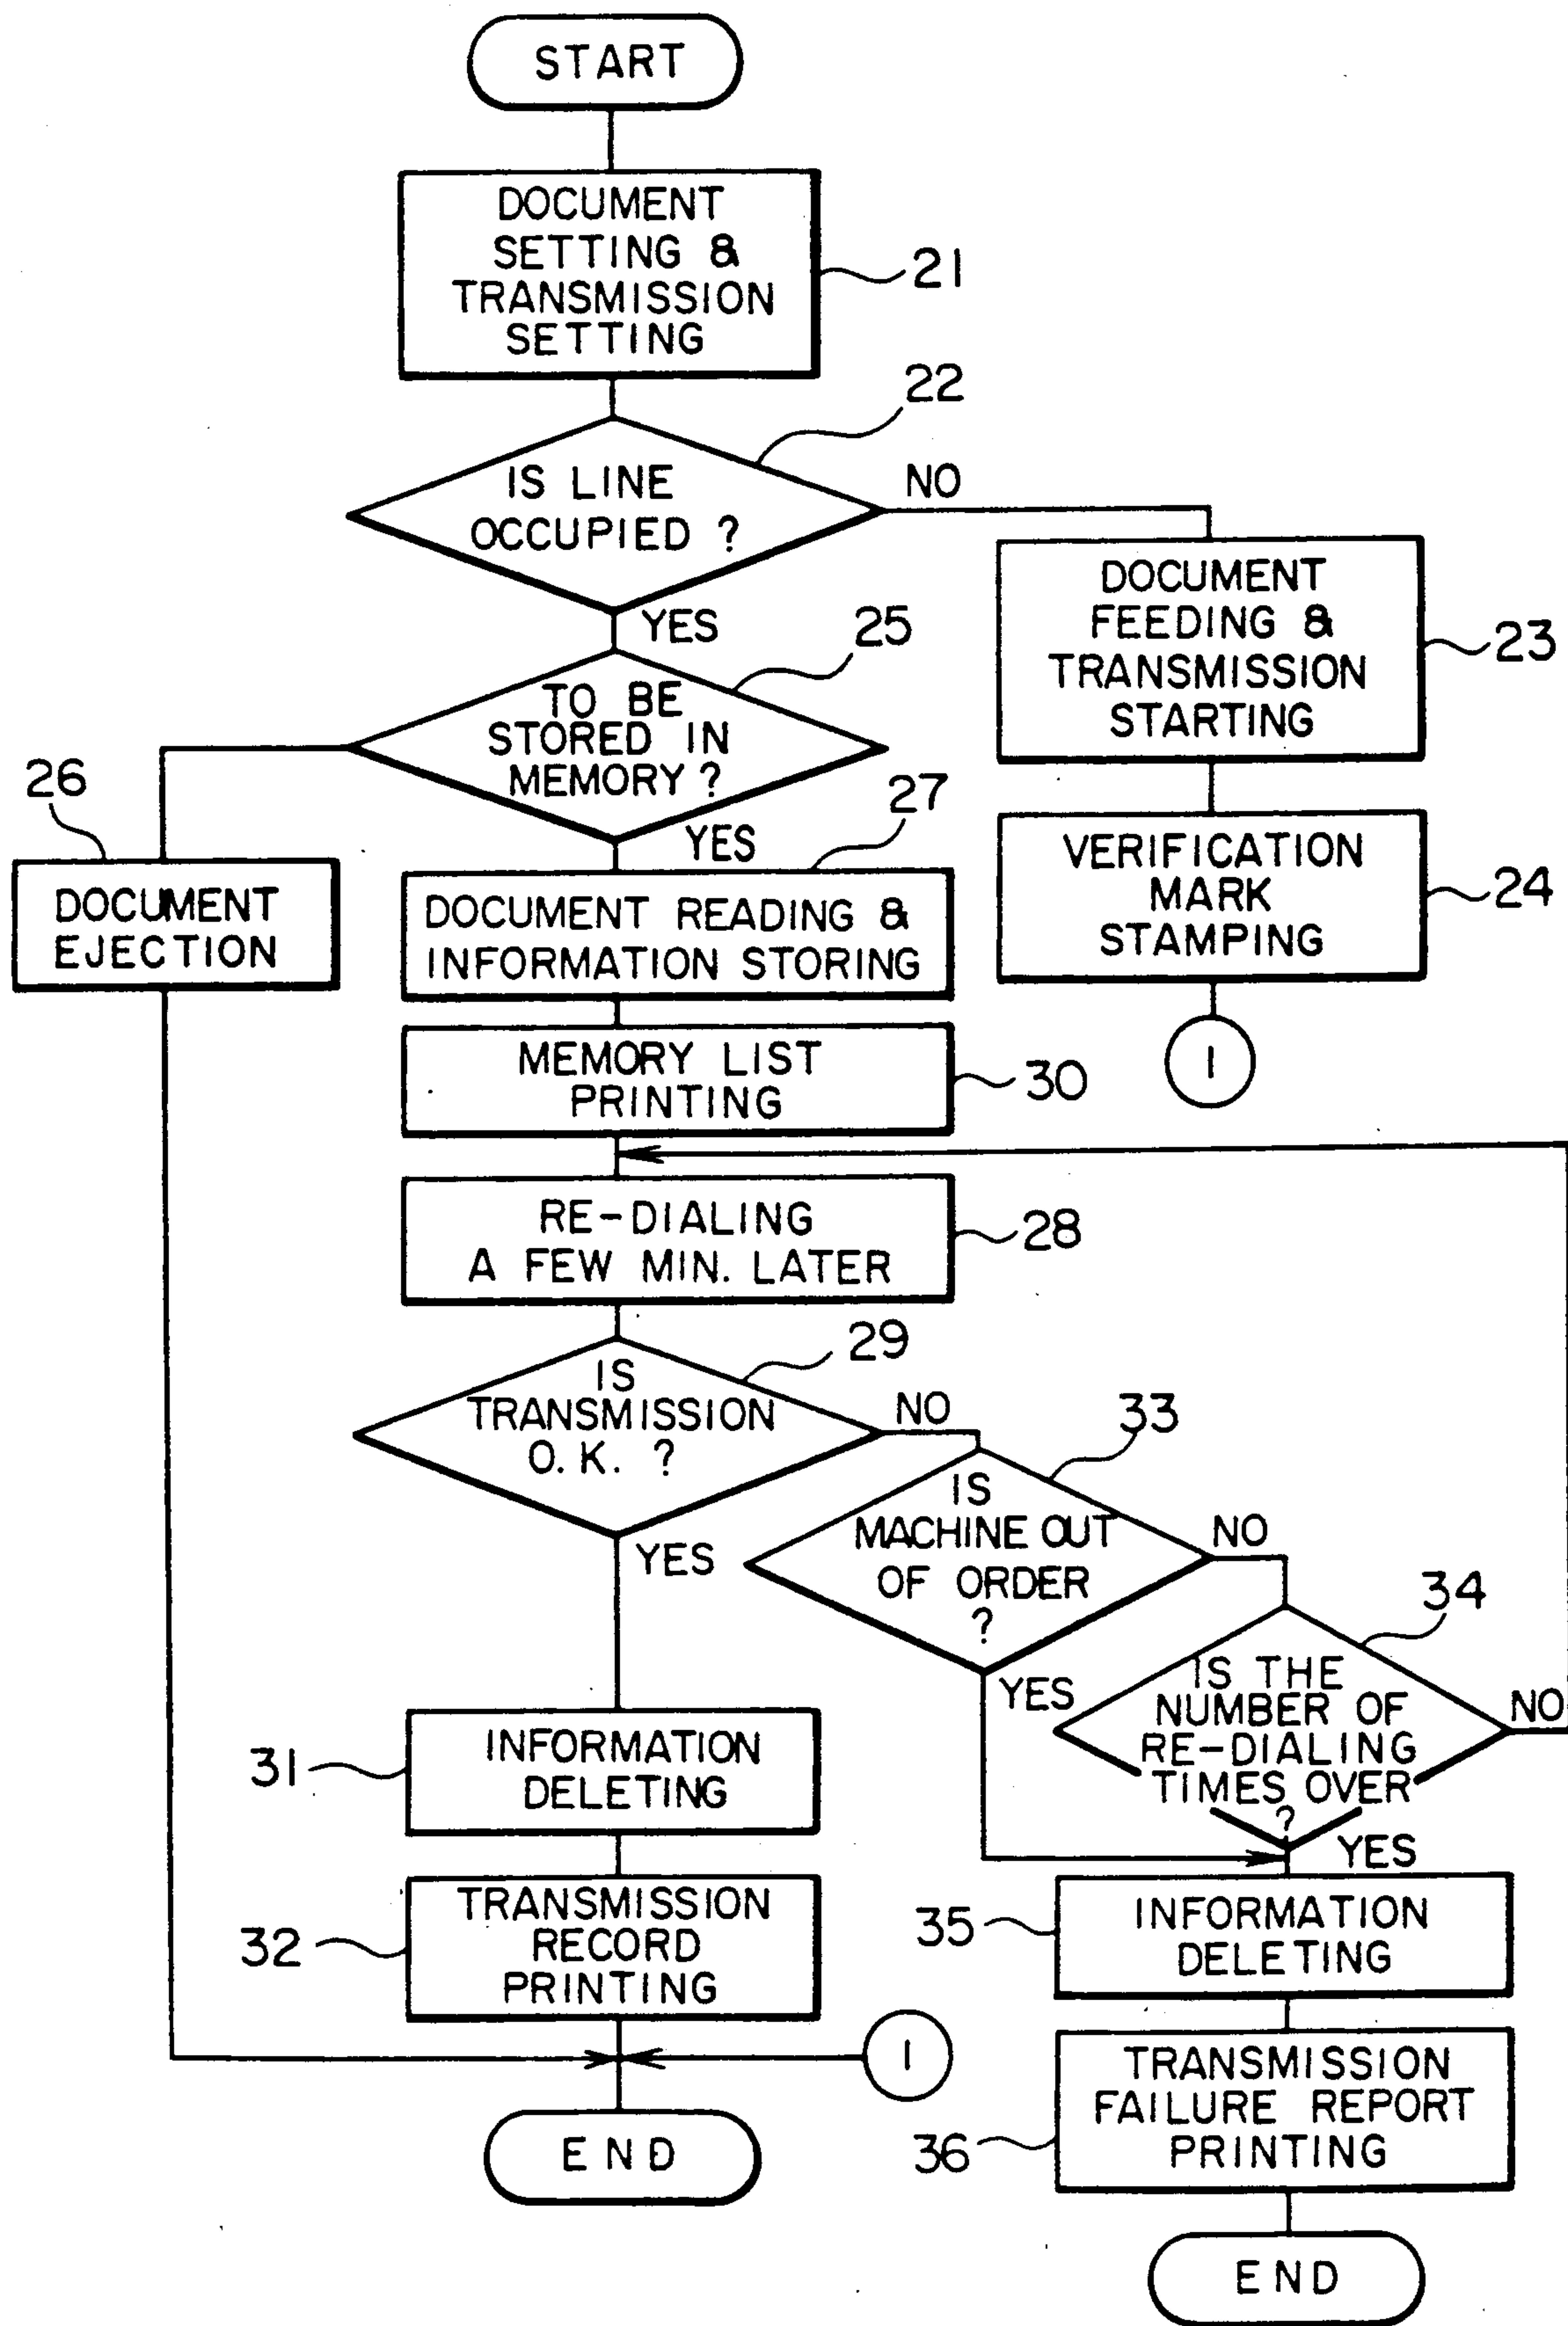 START
DOCUMENT
SETTING &
TRANSMISSION
SETTING
21
22
IS LINE
OCCUPIED ?
NO
YES
DOCUMENT
FEEDING &
TRANSMISSION
STARTING
23
25
TO BE
STORED IN
MEMORY ?
YES
26
DOCUMENT
EJECTION
27
DOCUMENT READING &
INFORMATION STORING
VERIFICATION
MARK
STAMPING
24
1
MEMORY LIST
PRINTING
30
RE-DIALING
A FEW MIN. LATER
28
29
IS
TRANSMISSION
O. K. ?
NO
YES
33
IS
MACHINE OUT
OF ORDER
?
NO
YES
34
IS THE
NUMBER OF
RE-DIALING
TIMES OVER
?
NO
YES
31
INFORMATION
DELETING
32
TRANSMISSION
RECORD
PRINTING
1
END
35
INFORMATION
DELETING
36
TRANSMISSION
FAILURE REPORT
PRINTING
END